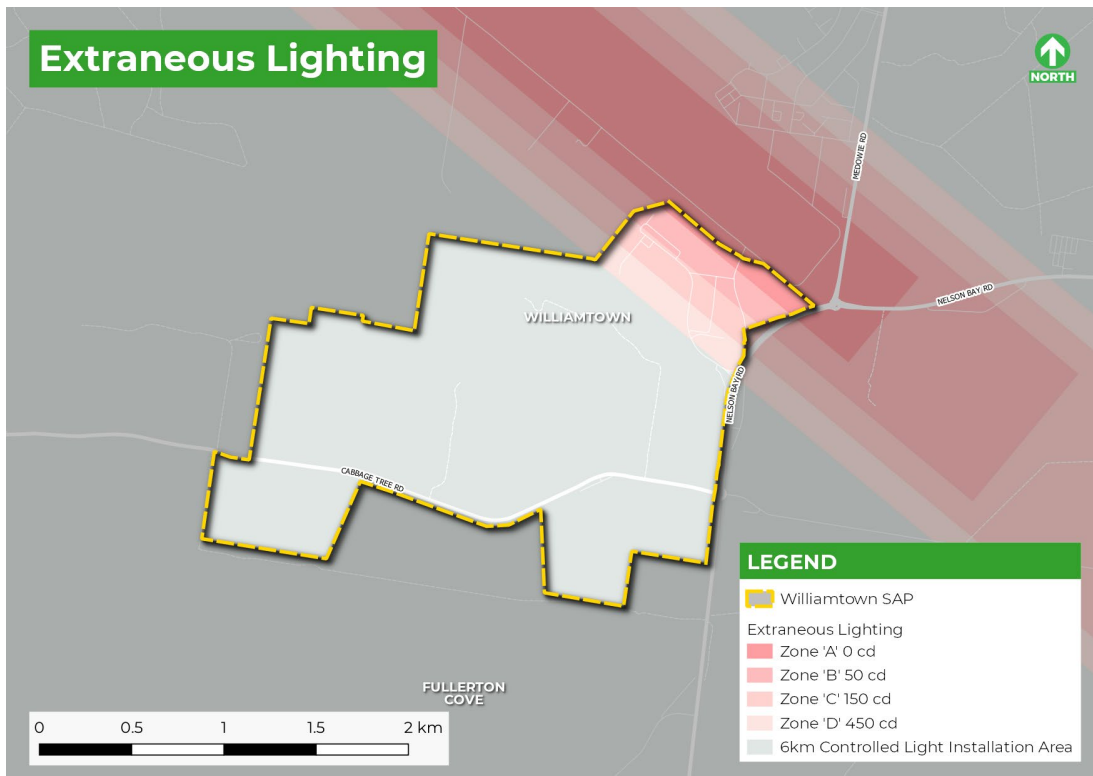 Extraneous Lighting
NORTH
MEDOWIE RD
NELSON BAY RD
WILLIAMTOWN
NELSON BAY RD
CABBAGE TREE RD
FULLERTON
COVE
0 0.5 1 1.5 2 km
LEGEND
Williamtown SAP
Extraneous Lighting
Zone 'A' 0 cd
Zone 'B' 50 cd
Zone 'C' 150 cd
Zone 'D' 450 cd
6km Controlled Light Installation Area